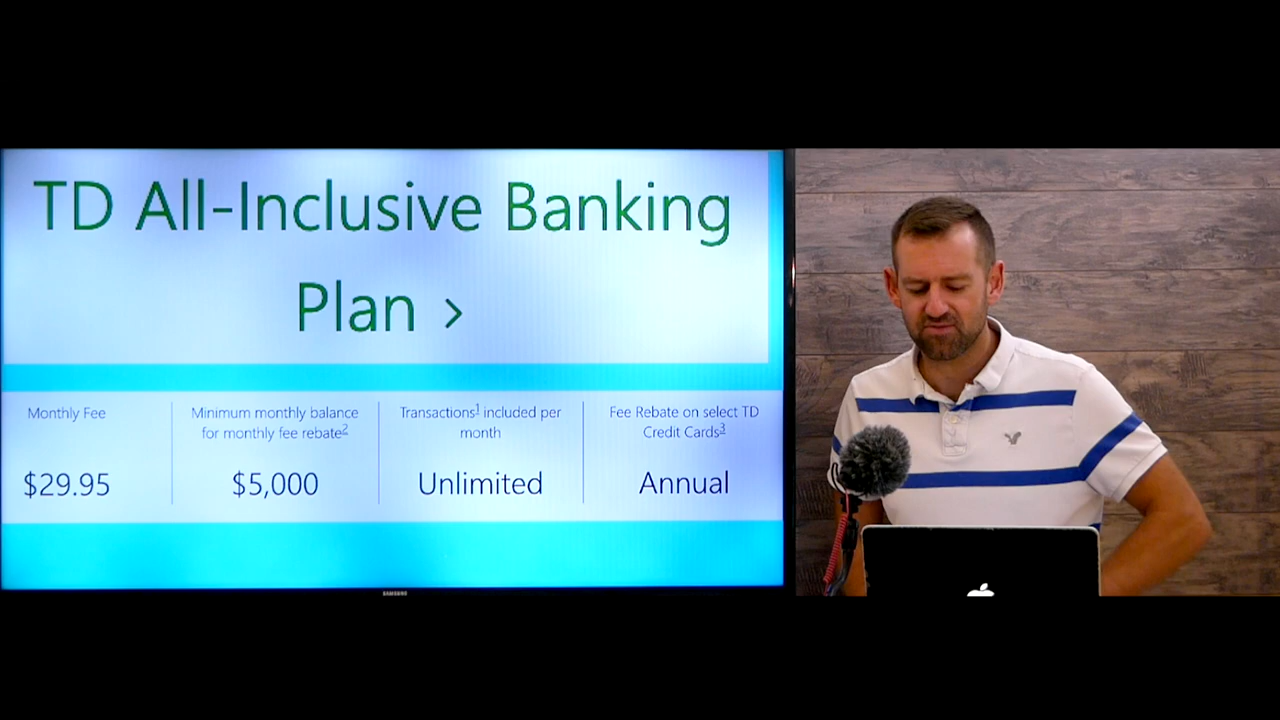 TD All-Inclusive Banking
Plan >
Monthly Fee
$29.95
Minimum monthly balance
for monthly fee rebate2
$5,000
Transactions1 included per
month
Unlimited
Fee Rebate on select TD
Credit Cards3
Annual
SAMSUNG